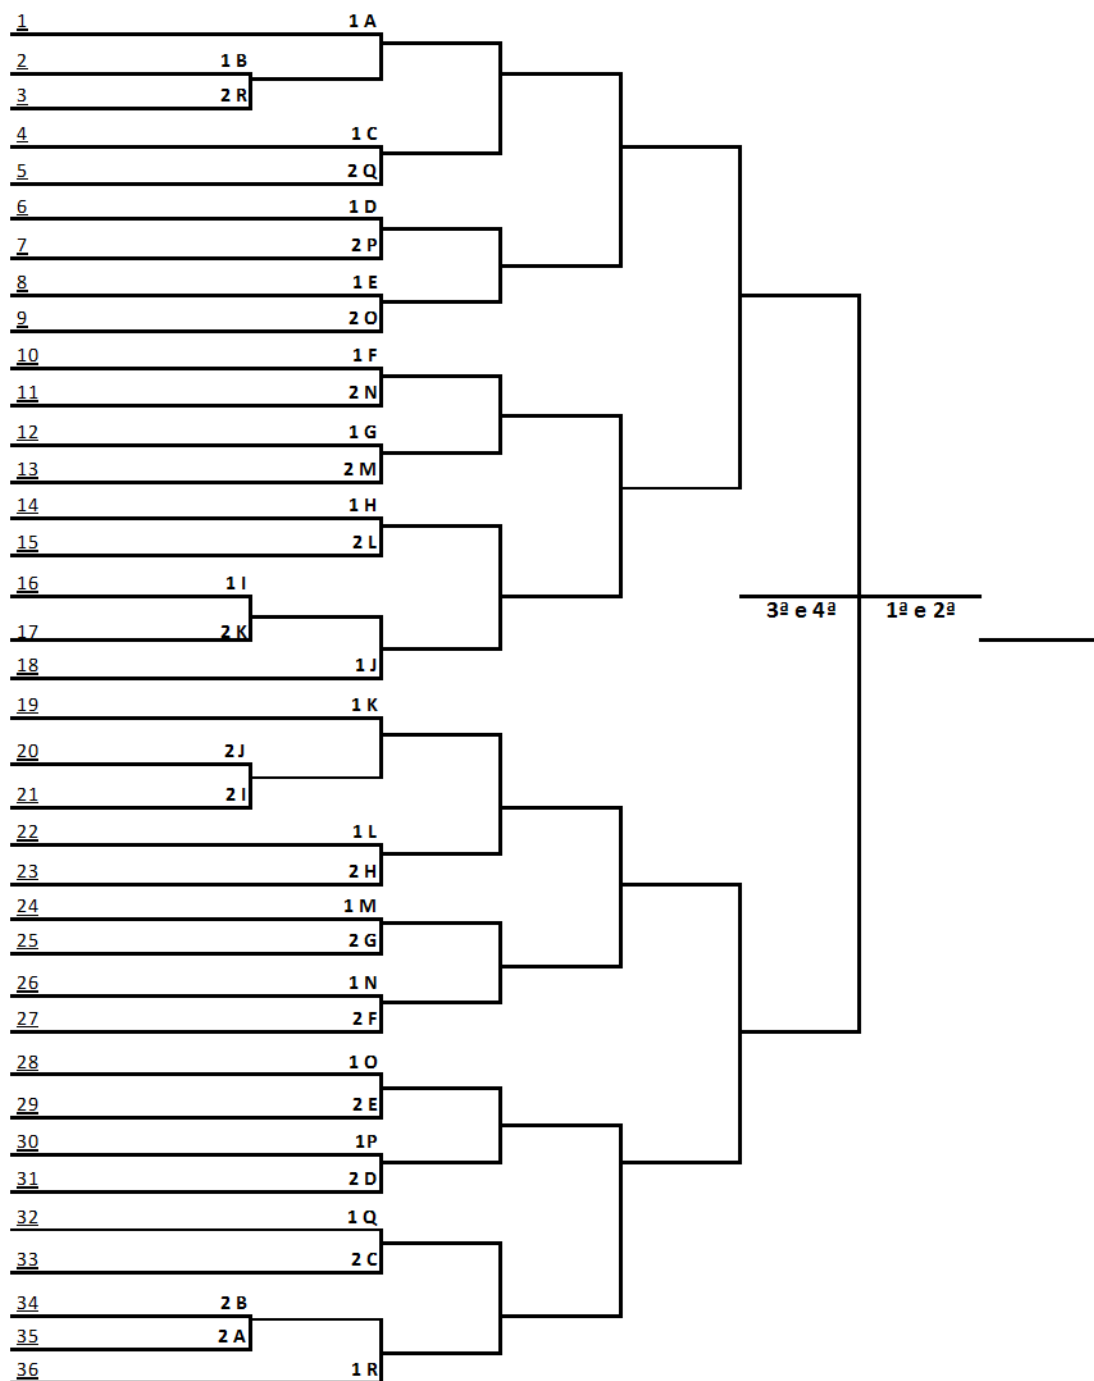 1 1 A
2 1 B
3 2 R
4 1 C
5 2 Q
6 1 D
7 2 P
8 1 E
9 2 O
10 1 F
11 2 N
12 1 G
13 2 M
14 1 H
15 2 L
16 1 I
3ª e 4ª 1ª e 2ª
17 2 K
18 1 J
19 1 K
20 2 J
21 2 I
22 1 L
23 2 H
24 1 M
25 2 G
26 1 N
27 2 F
28 1 O
29 2 E
30 1P
31 2 D
32 1 Q
33 2 C
34 2 B
35 2 A
36 1 R